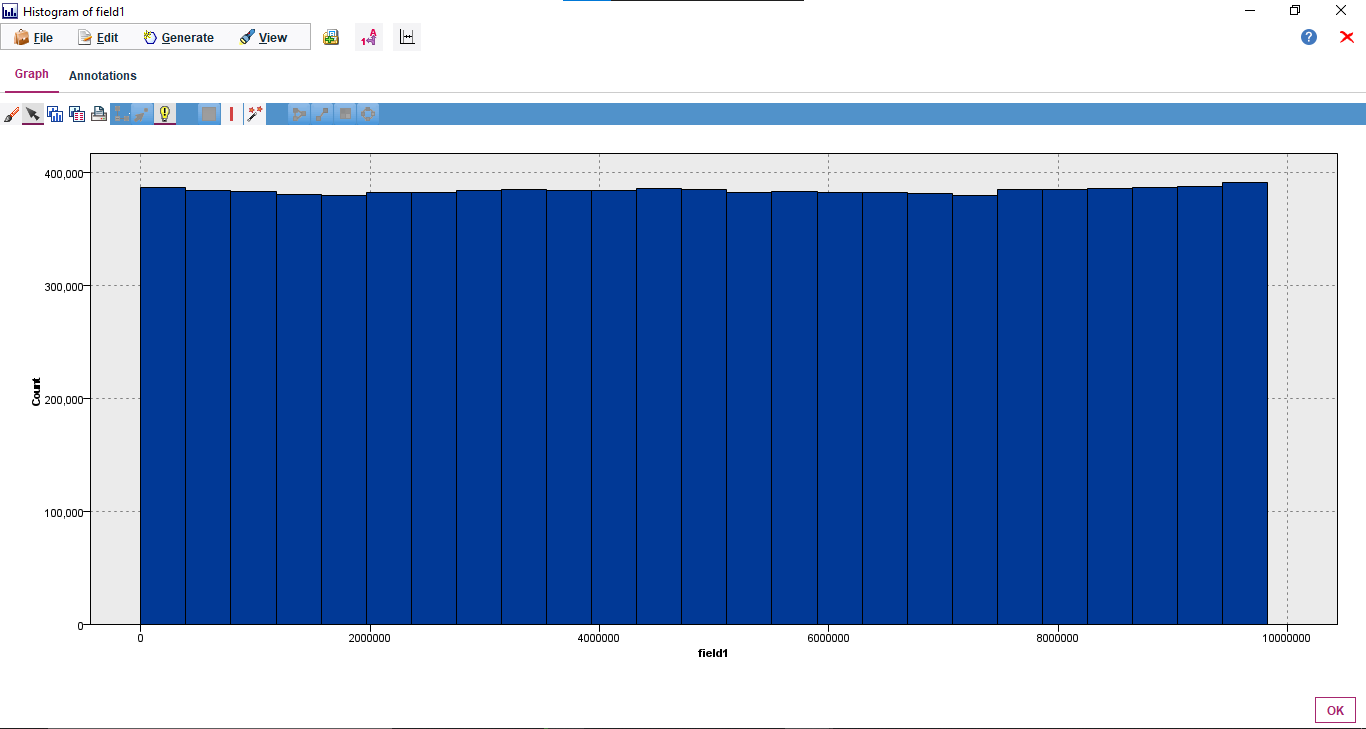 Histogram of field1
File Edit Generate View
Graph Annotations
400,000
300,000
200,000
100,000
0
Count
0 2000000 4000000 6000000 8000000 10000000
field1
OK